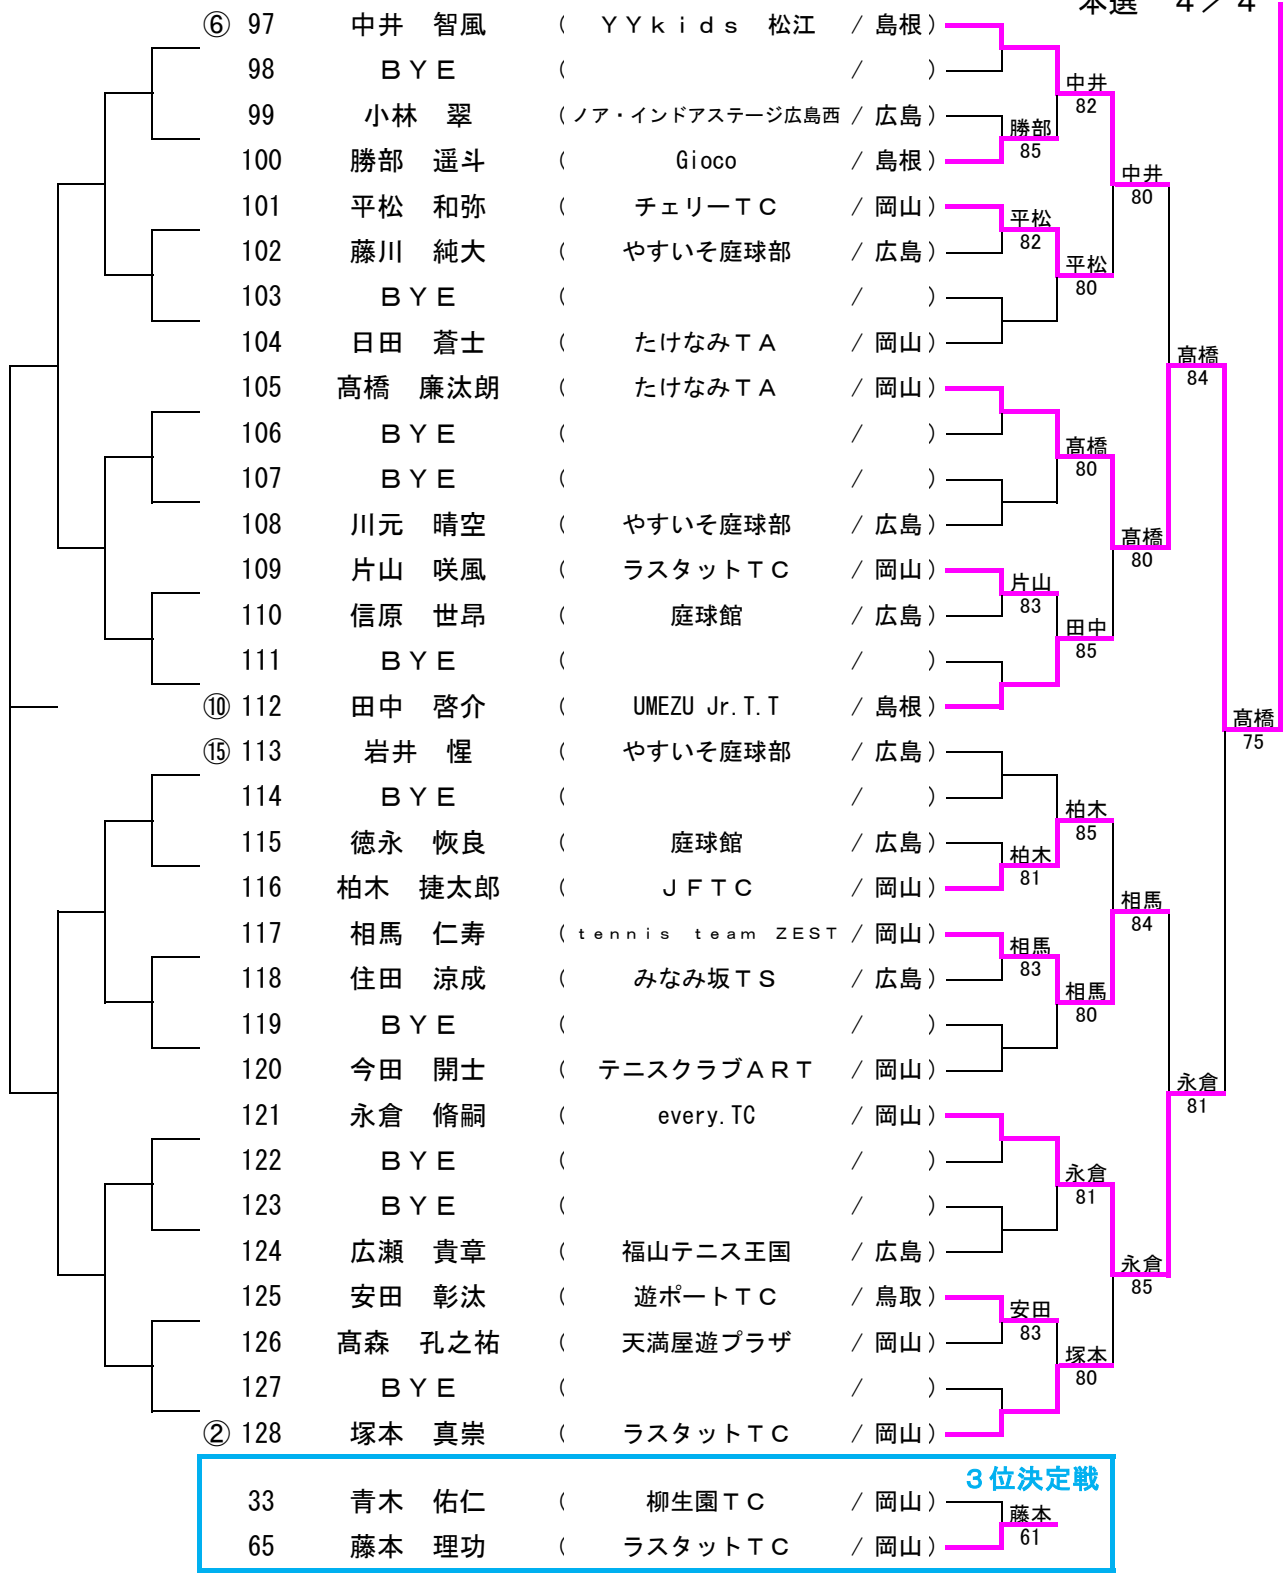 本選　４／４
⑥ 97 中井　智風 ( ＹＹｋｉｄｓ　松江 / 島根 )
98 ＢＹＥ ( / )
中井
82
99 小林　翠 ( ノア・インドアステージ広島西 / 広島 )
勝部
85
100 勝部　遥斗 ( Gioco / 島根 )
中井
80
101 平松　和弥 ( チェリーＴＣ / 岡山 )
平松
82
102 藤川　純大 ( やすいそ庭球部 / 広島 )
平松
80
103 ＢＹＥ ( / )
104 日田　蒼士 ( たけなみＴＡ / 岡山 )
髙橋
84
105 髙橋　廉汰朗 ( たけなみＴＡ / 岡山 )
106 ＢＹＥ ( / )
髙橋
80
107 ＢＹＥ ( / )
108 川元　晴空 ( やすいそ庭球部 / 広島 )
髙橋
80
109 片山　咲風 ( ラスタットＴＣ / 岡山 )
片山
83
110 信原　世昂 ( 庭球館 / 広島 )
田中
85
111 ＢＹＥ ( / )
⑩ 112 田中　啓介 ( UMEZU Jr.T.T / 島根 )
髙橋
75
⑮ 113 岩井　惺 ( やすいそ庭球部 / 広島 )
114 ＢＹＥ ( / )
柏木
85
115 徳永　恢良 ( 庭球館 / 広島 )
柏木
81
116 柏木　捷太郎 ( ＪＦＴＣ / 岡山 )
相馬
84
117 相馬　仁寿 ( ｔｅｎｎｉｓ　ｔｅａｍ　ZEST / 岡山 )
相馬
83
118 住田　涼成 ( みなみ坂ＴＳ / 広島 )
相馬
80
119 ＢＹＥ ( / )
120 今田　開士 ( テニスクラブＡＲＴ / 岡山 )
永倉
81
121 永倉　脩嗣 ( every.TC / 岡山 )
122 ＢＹＥ ( / )
永倉
81
123 ＢＹＥ ( / )
124 広瀬　貴章 ( 福山テニス王国 / 広島 )
永倉
85
125 安田　彰汰 ( 遊ポートＴＣ / 鳥取 )
安田
83
126 髙森　孔之祐 ( 天満屋遊プラザ / 岡山 )
塚本
80
127 ＢＹＥ ( / )
② 128 塚本　真崇 ( ラスタットＴＣ / 岡山 )
３位決定戦
33 青木　佑仁 ( 柳生園ＴＣ / 岡山 )
藤本
61
65 藤本　理功 ( ラスタットＴＣ / 岡山 )